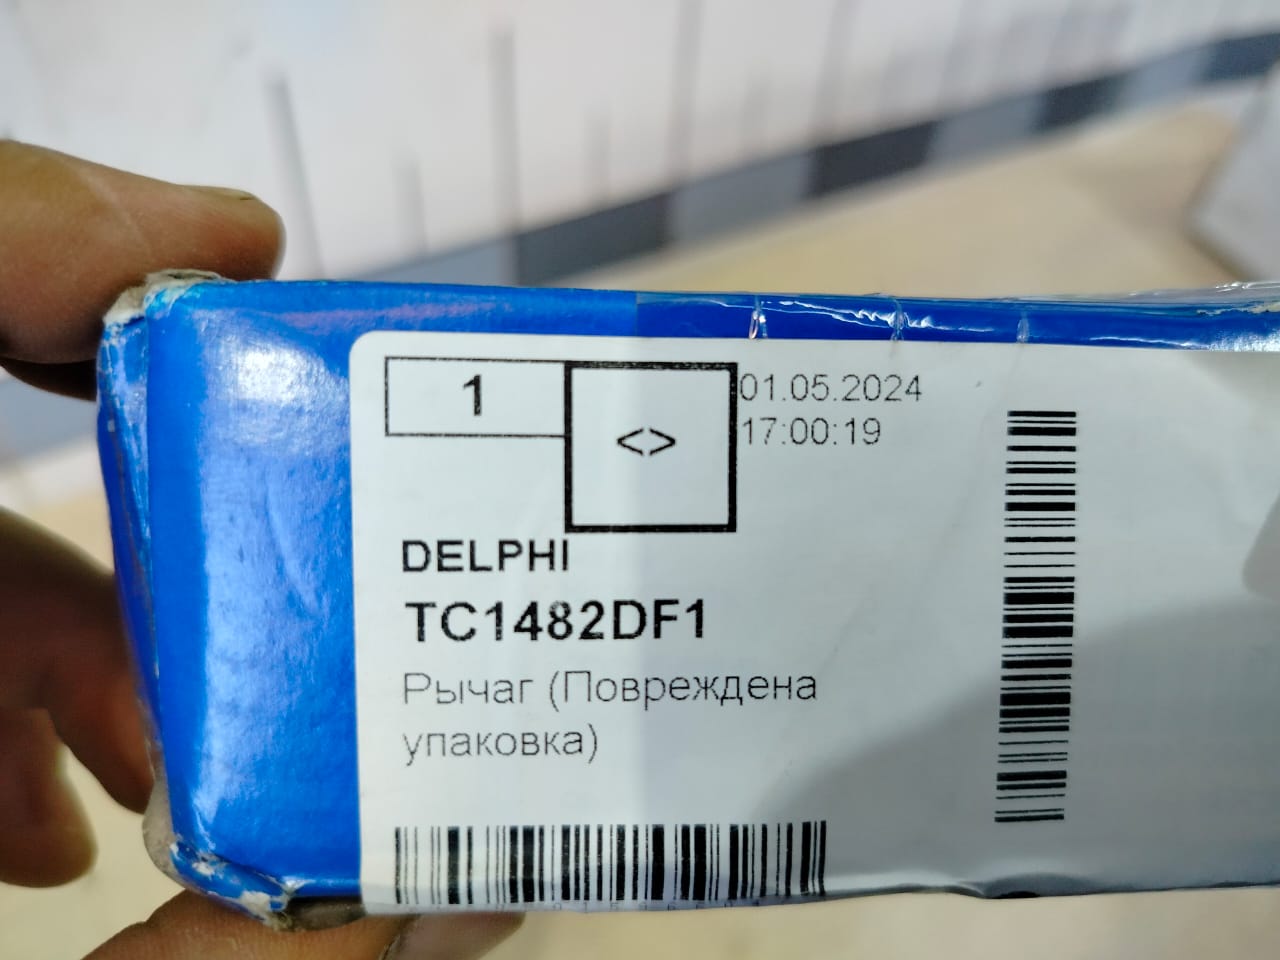 1
<>
01.05.2024
17:00:19
DELPHI
TC1482DF1
Рычаг (Повреждена
упаковка)